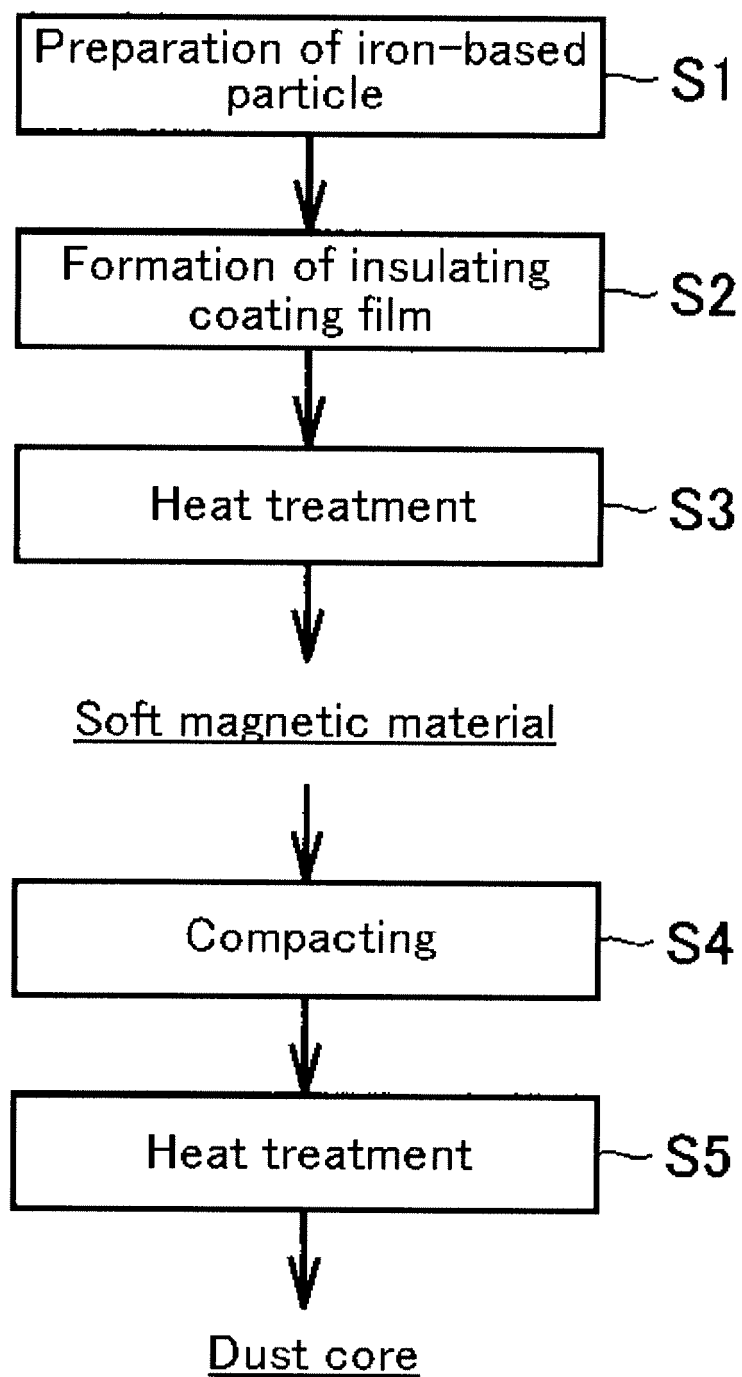 Preparation of iron-based
particle
S1
Formation of insulating
coating film
S2
Heat treatment
S3
Soft magnetic material
Compacting
S4
Heat treatment
S5
Dust core